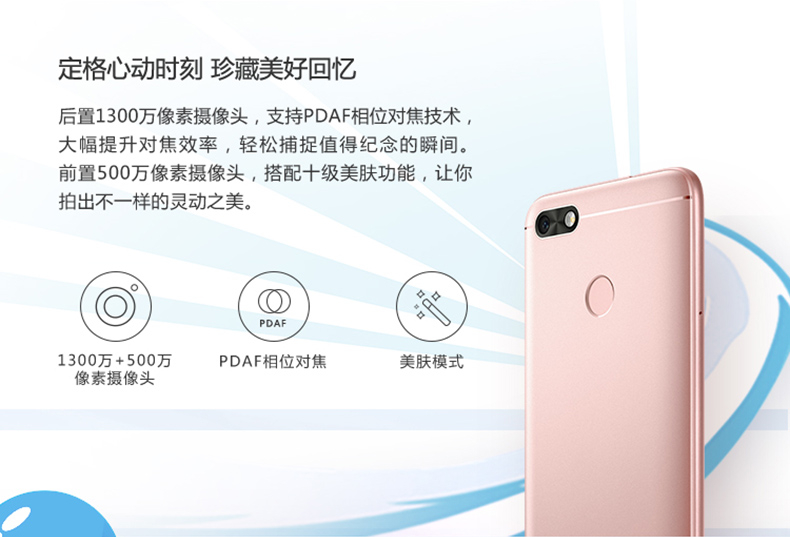 定格心动时刻 珍藏美好回忆
后置1300万像素摄像头，支持PDAF相位对焦技术，
大幅提升对焦效率，轻松捕捉值得纪念的瞬间。
前置500万像素摄像头，搭配十级美肤功能，让你
拍出不一样的灵动之美。
PDAF
1300万+500万
像素摄像头
PDAF相位对焦
美肤模式